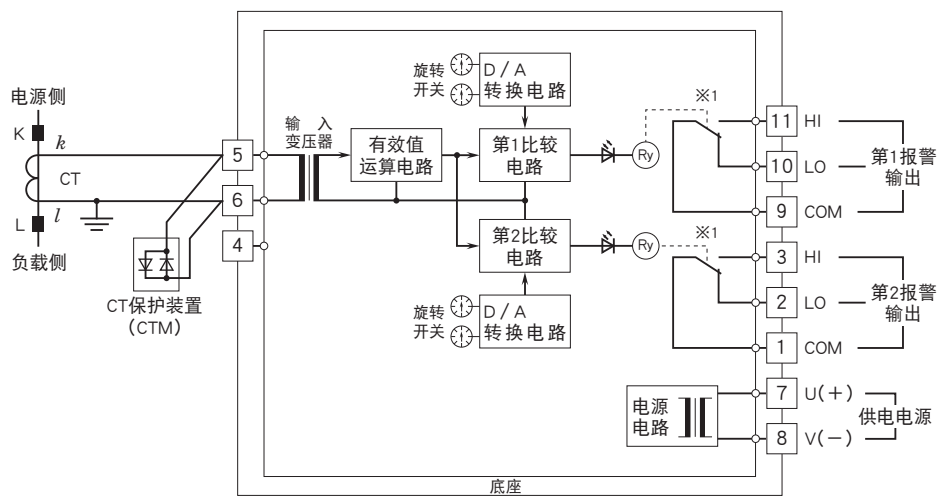 电源侧
K
k
CT
l
L
负载侧
CT保护装置
（CTM）
5
6
4
输 入
变压器
有效值
运算电路
旋转
开关
D / A
转换电路
第1比较
电路
Ry
※1
第2比较
电路
Ry
※1
旋转
开关
D / A
转换电路
电源
电路
11 HI
10 LO
9 COM
第1报警
输出
3 HI
2 LO
1 COM
第2报警
输出
7 U(+)
8 V(−)
供电电源
底座